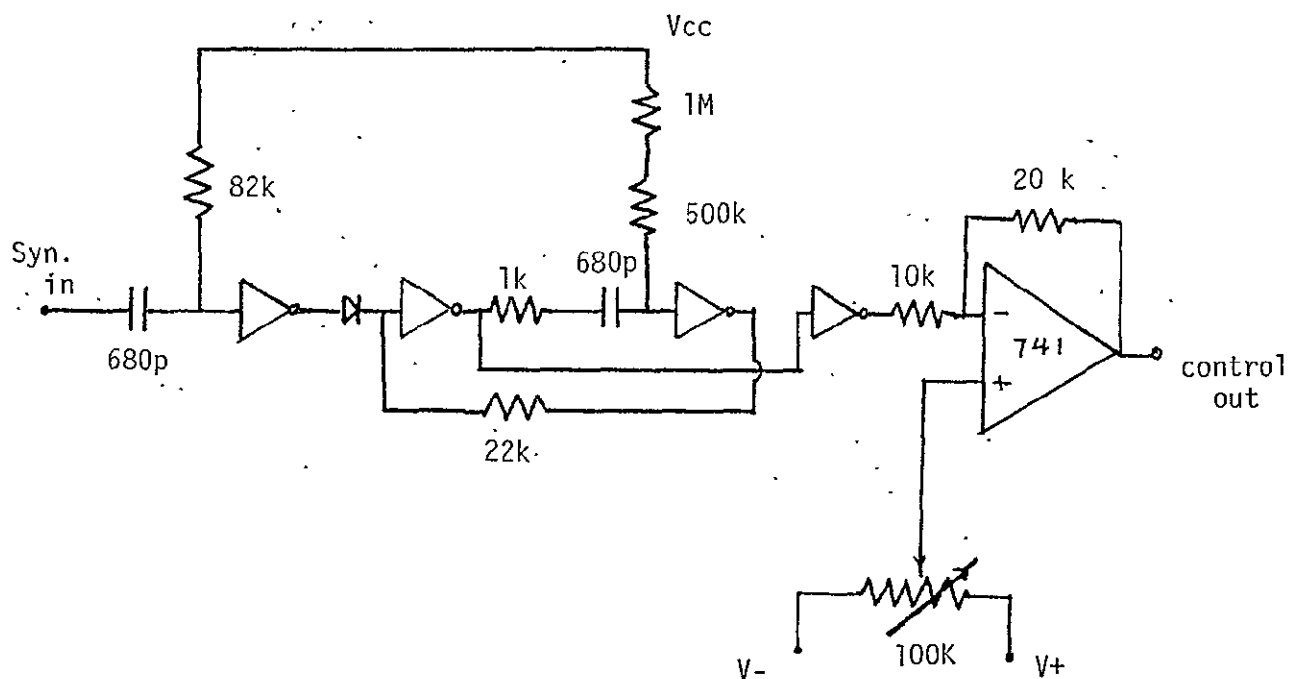 Vcc
1M
82k
500k
20 k
Syn.
in
680p
1k
680p
10k
-
741
+
control
out
22k
100K
V-
V+